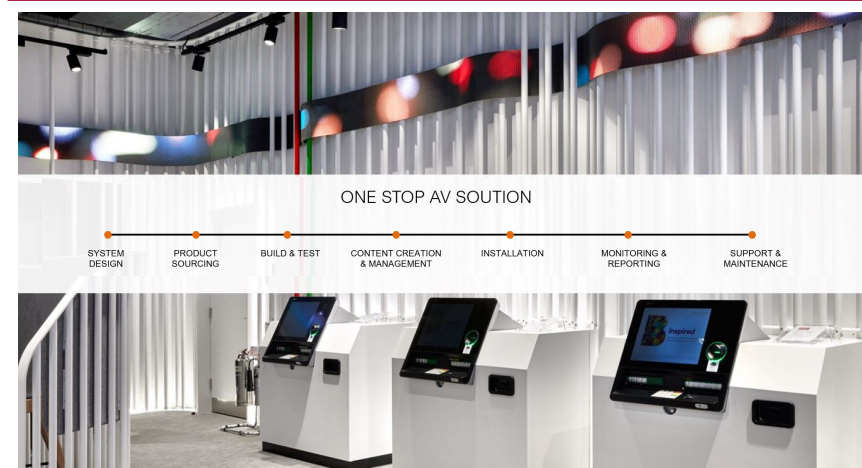 ONE STOP AV SOUTION
SYSTEM
DESIGN
PRODUCT
SOURCING
BUILD & TEST
CONTENT CREATION
& MANAGEMENT
INSTALLATION
MONITORING &
REPORTING
SUPPORT &
MAINTENANCE
inspired